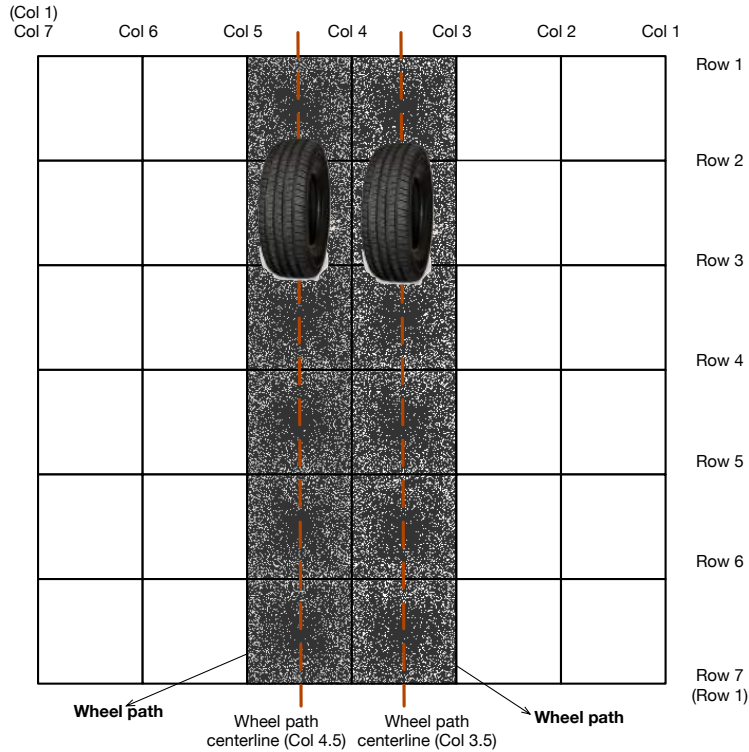 (Col 1)
Col 7 Col 6 Col 5 Col 4 Col 3 Col 2 Col 1
Row 1
Row 2
Row 3
Row 4
Row 5
Row 6
Row 7
(Row 1)
Wheel path
Wheel path
centerline (Col 4.5)
Wheel path
centerline (Col 3.5)
Wheel path